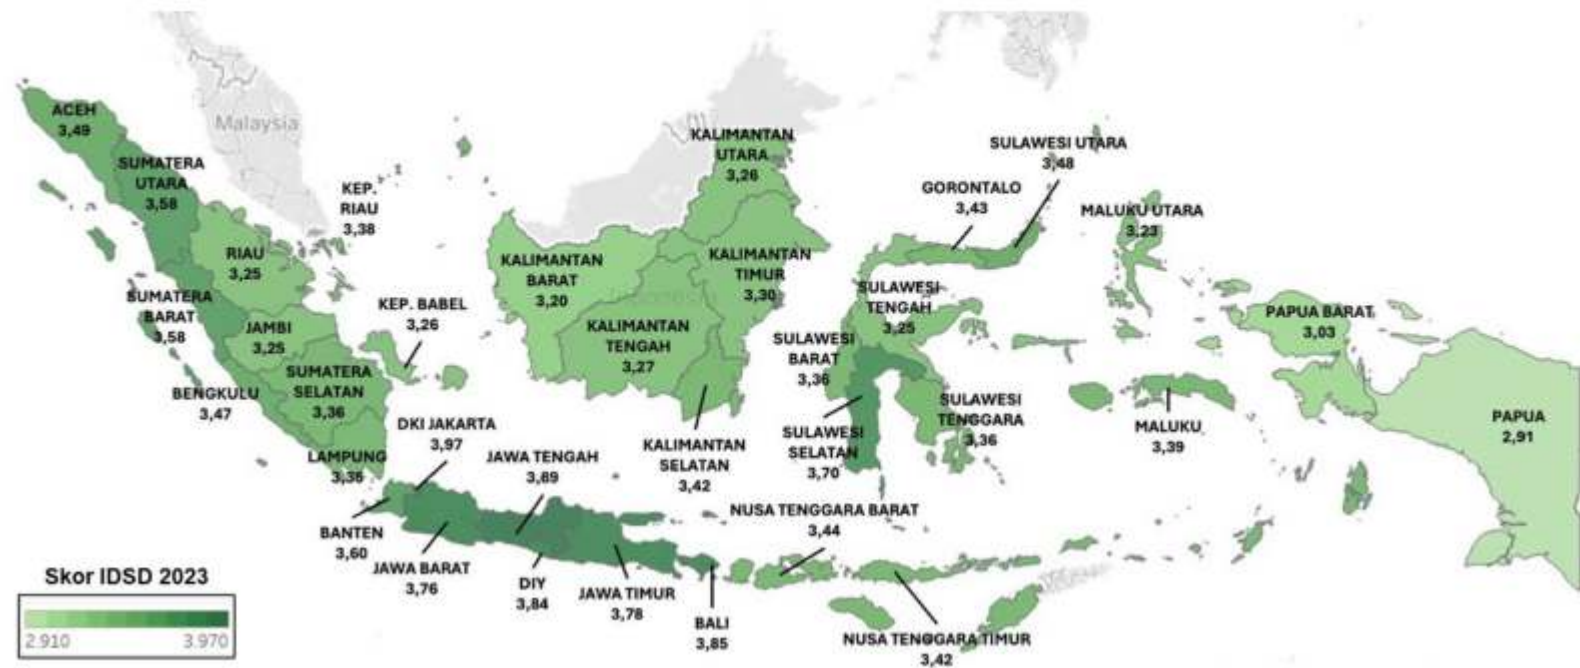 ACEH
3,49
Malaysia
SUMATERA
UTARA
3,58
KEP.
RIAU
3,38
RIAU
3,25
SUMATERA
BARAT
3,58
JAMBI
3,25
KEP. BABEL
3,26
SUMATERA
SELATAN
3,36
BENGKULU
3,47
LAMPUNG
DKI JAKARTA
3,97
JAWA TENGAH
3,89
BANTEN
3,60
JAWA BARAT
3,76
DIY
3,84
JAWA TIMUR
3,78
BALI
3,85
KALIMANTAN
UTARA
3,26
KALIMANTAN
BARAT
3,20
KALIMANTAN
TIMUR
3,30
Indonesia
KALIMANTAN
TENGAH
3,27
KALIMANTAN
SELATAN
3,42
SULAWESI UTARA
3,48
GORONTALO
3,43
SULAWESI
TENGAH
3,25
SULAWESI
BARAT
3,36
SULAWESI
SELATAN
3,70
SULAWESI
TENGGARA
3,36
NUSA TENGGARA BARAT
3,44
NUSA TENGGARA TIMUR
3,42
MALUKU UTARA
3,23
MALUKU
3,39
PAPUA BARAT
3,03
PAPUA
2,91
Skor IDSD 2023
2.910 3.970